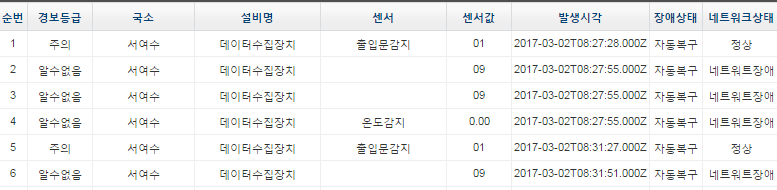 순번 경보등급 국소 설비명 센서 센서값 발생시각 장애상태 네트워크상태
1 주의 서여수 데이터수집장치 출입문감지 01 2017-03-02T08:27:28.000Z 자동복구 정상
2 알수없음 서여수 데이터수집장치 09 2017-03-02T08:27:55.000Z 자동복구 네트워트장애
3 알수없음 서여수 데이터수집장치 09 2017-03-02T08:27:55.000Z 자동복구 네트워트장애
4 알수없음 서여수 데이터수집장치 온도감지 0.00 2017-03-02T08:27:55.000Z 자동복구 네트워트장애
5 주의 서여수 데이터수집장치 출입문감지 01 2017-03-02T08:31:27.000Z 자동복구 정상
6 알수없음 서여수 데이터수집장치 09 2017-03-02T08:31:51.000Z 자동복구 네트워트장애